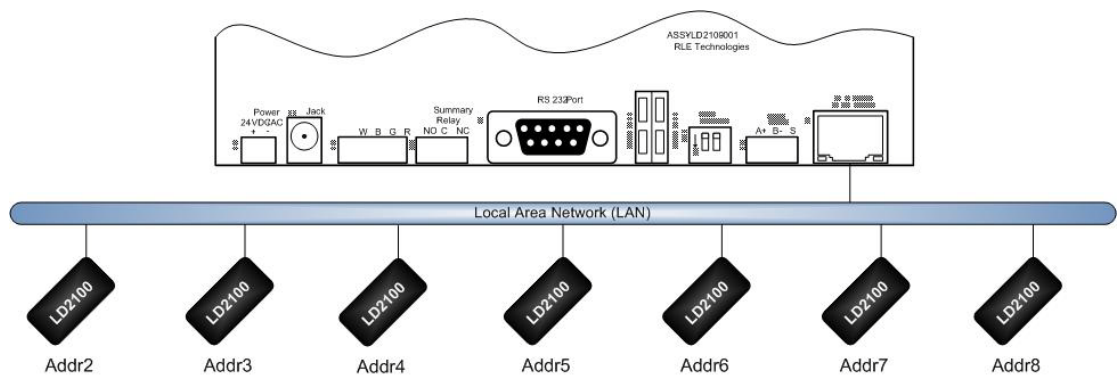 ASSYLD2109001
RLE Technologies
Power
24VDC/AC
+ -
Jack
W B G R
Summary
Relay
NO C NC
RS 232Port
A+ B- S
Local Area Network (LAN)
LD2100 LD2100 LD2100 LD2100 LD2100 LD2100 LD2100
Addr2 Addr3 Addr4 Addr5 Addr6 Addr7 Addr8